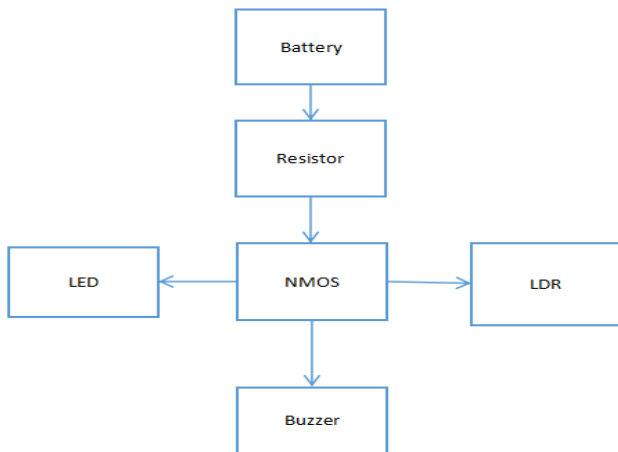 Battery
Resistor
LED
NMOS
LDR
Buzzer